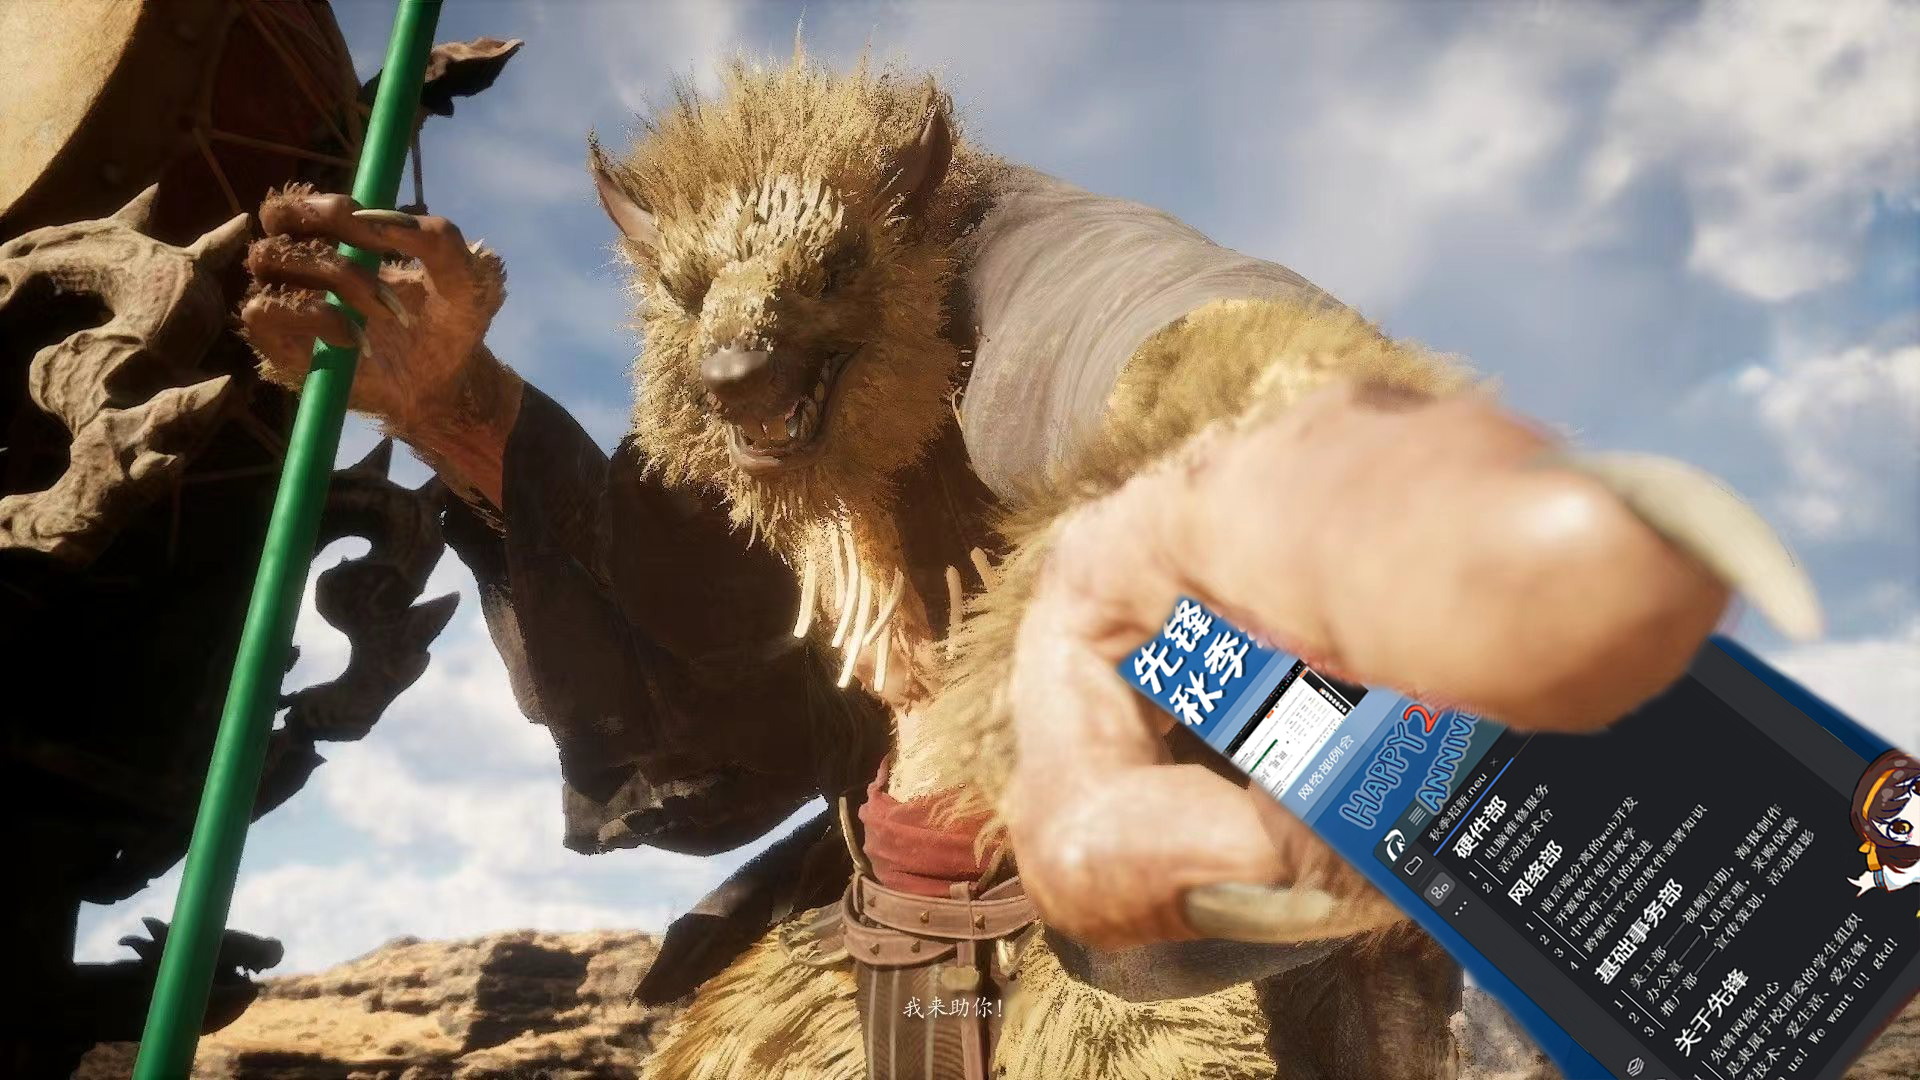 先锋
秋季
网络部例会
HAPPY 2
ANNIV
秋季招新.neu
硬件部
1 电脑维修服务
2 活动技术台
网络部
1 前后端分离的web开发
2 开源软件使用教学
3 中间件工具的改进
4 跨硬件平台的软件部署知识
基础事务部
1 美工部——视频后期，海报制作
2 办公室——人员管理，采购保障
3 推广部——宣传策划，活动摄影
关于先锋
先锋网络中心
是隶属于校团委的学生组织
技术、爱生活、爱先锋！
us! We want U! gkd!
我来助你！